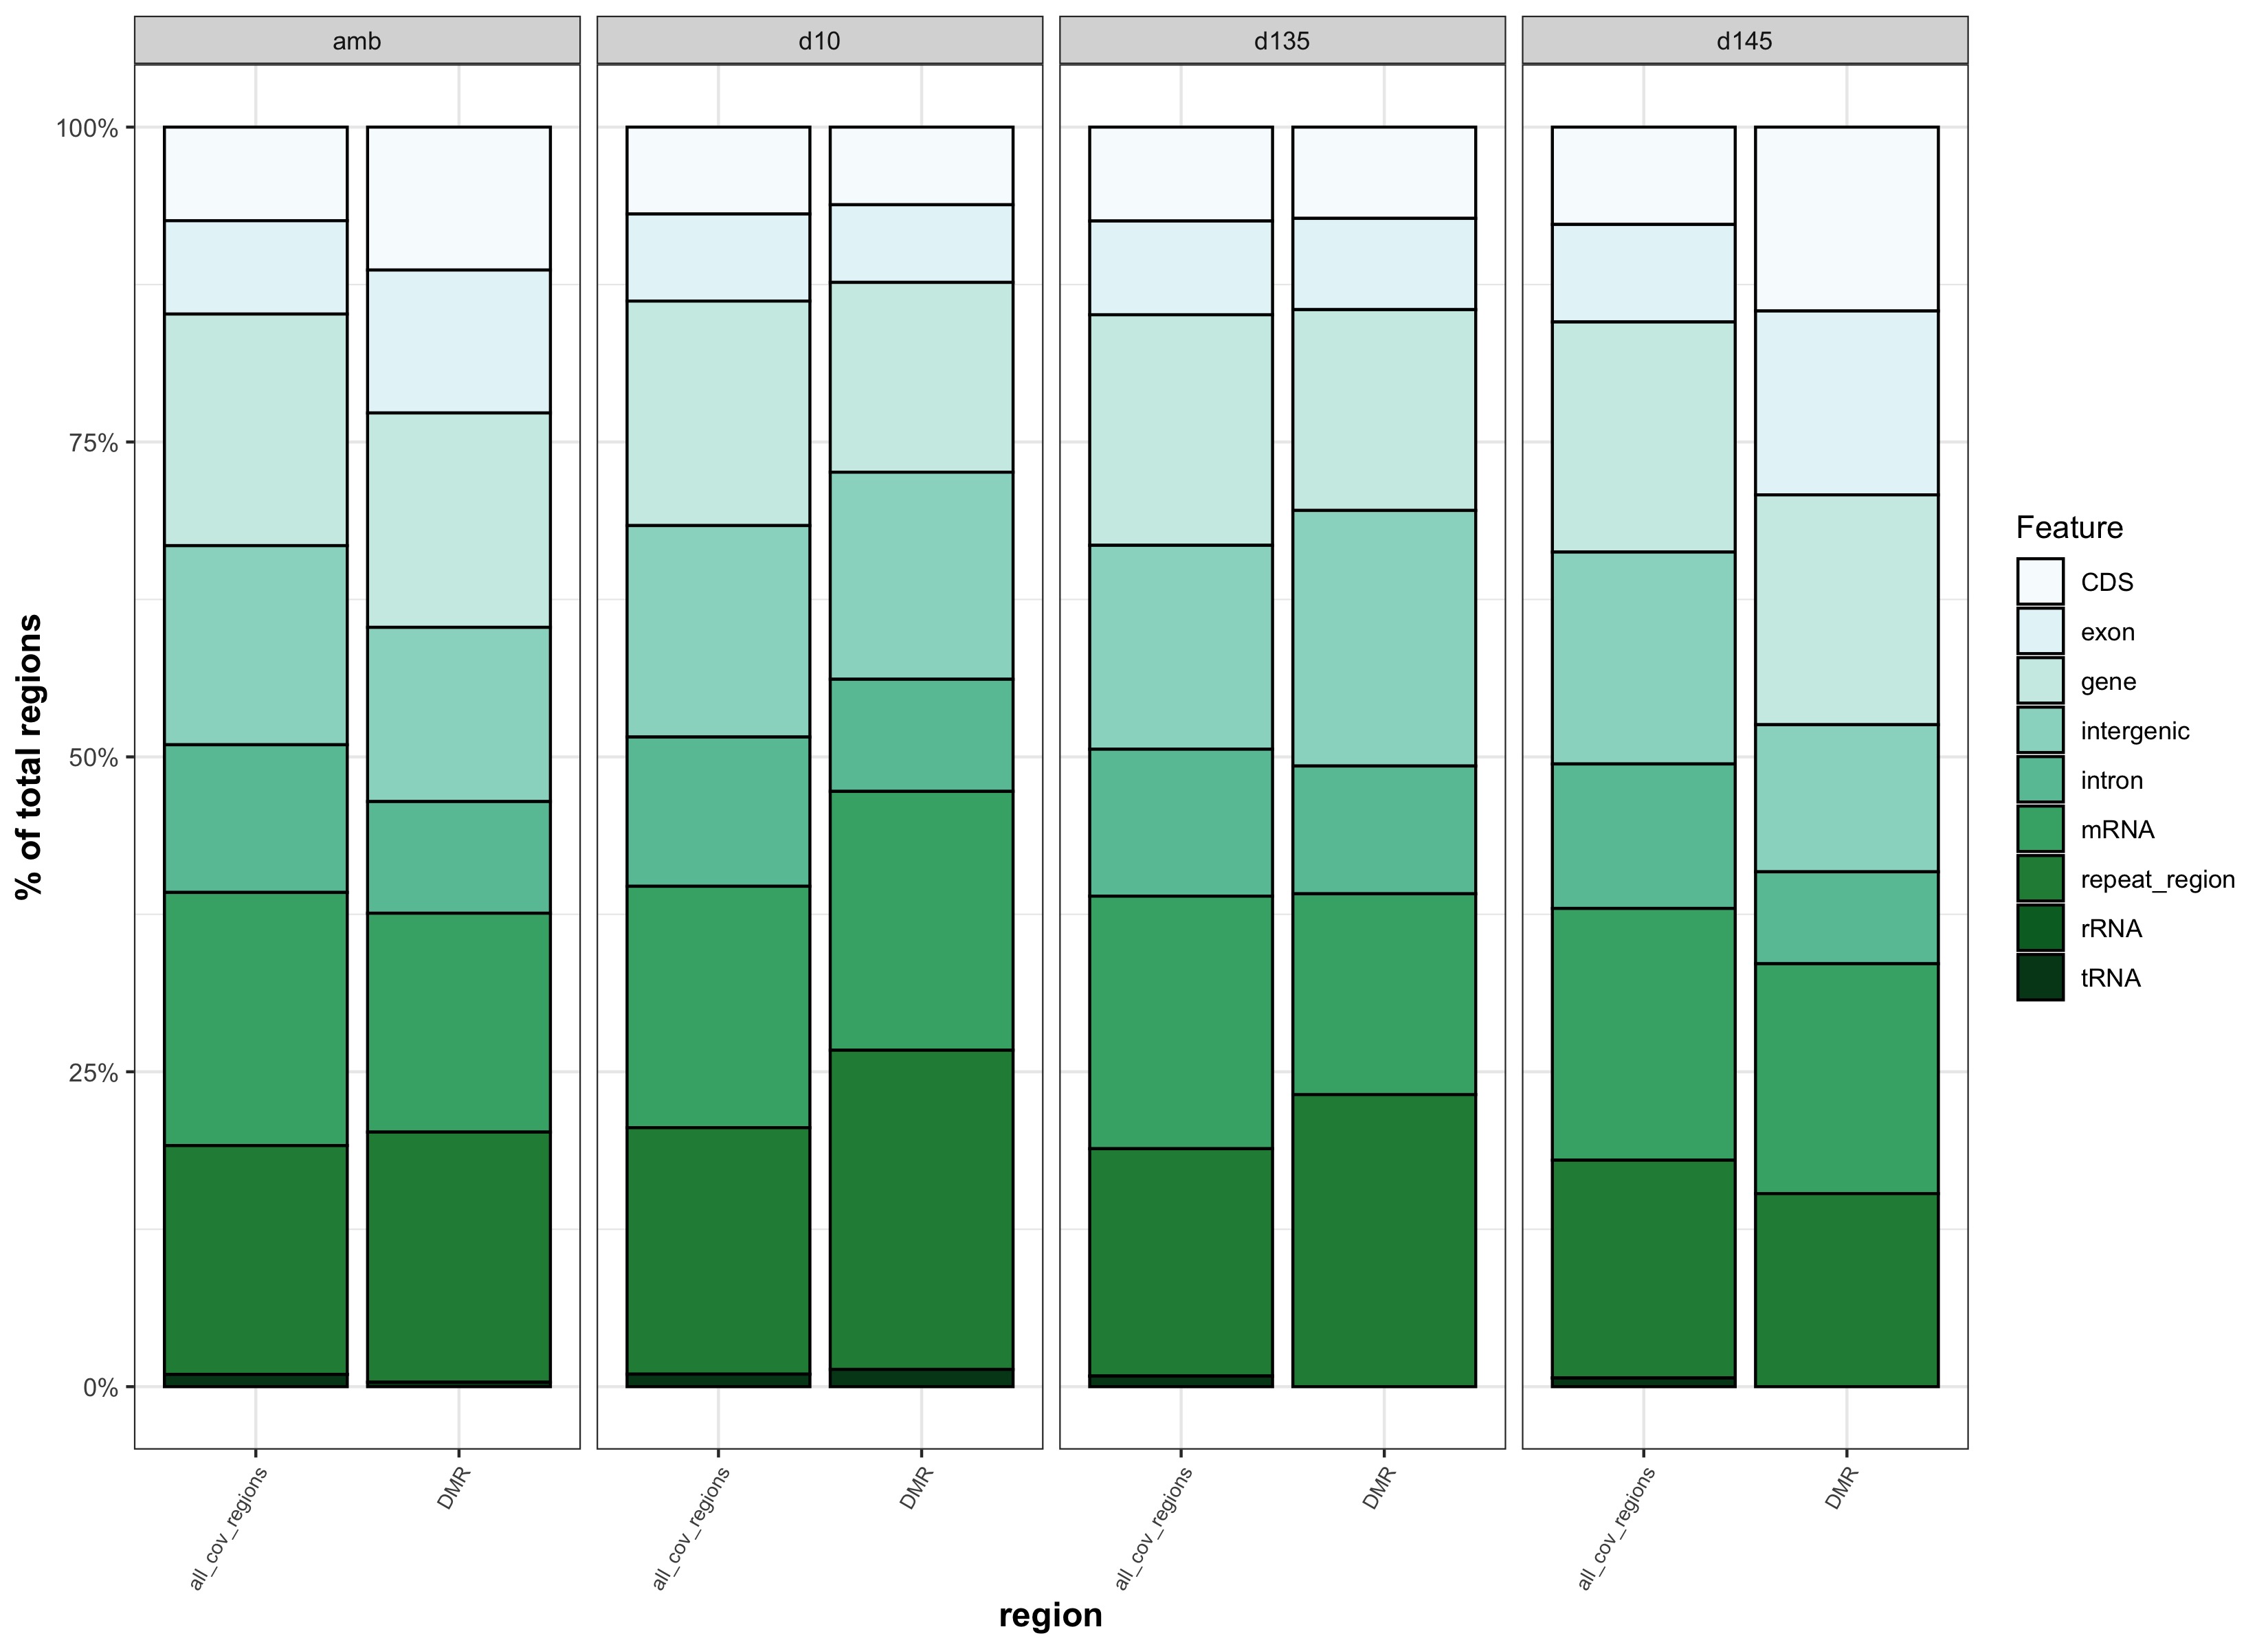 amb
d10
d135
d145
100%
75%
50%
25%
0%
% of total regions
all_cov_regions
DMR
all_cov_regions
DMR
all_cov_regions
DMR
all_cov_regions
DMR
region
Feature
CDS
exon
gene
intergenic
intron
mRNA
repeat_region
rRNA
tRNA